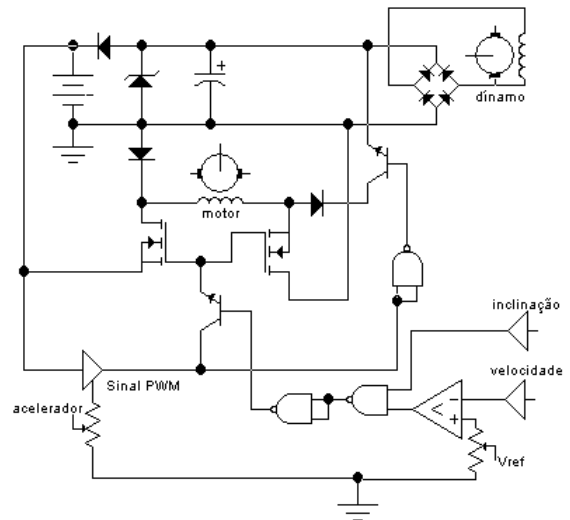 +
dínamo
motor
inclinação
Sinal PWM
velocidade
acelerador
<
−
+
Vref